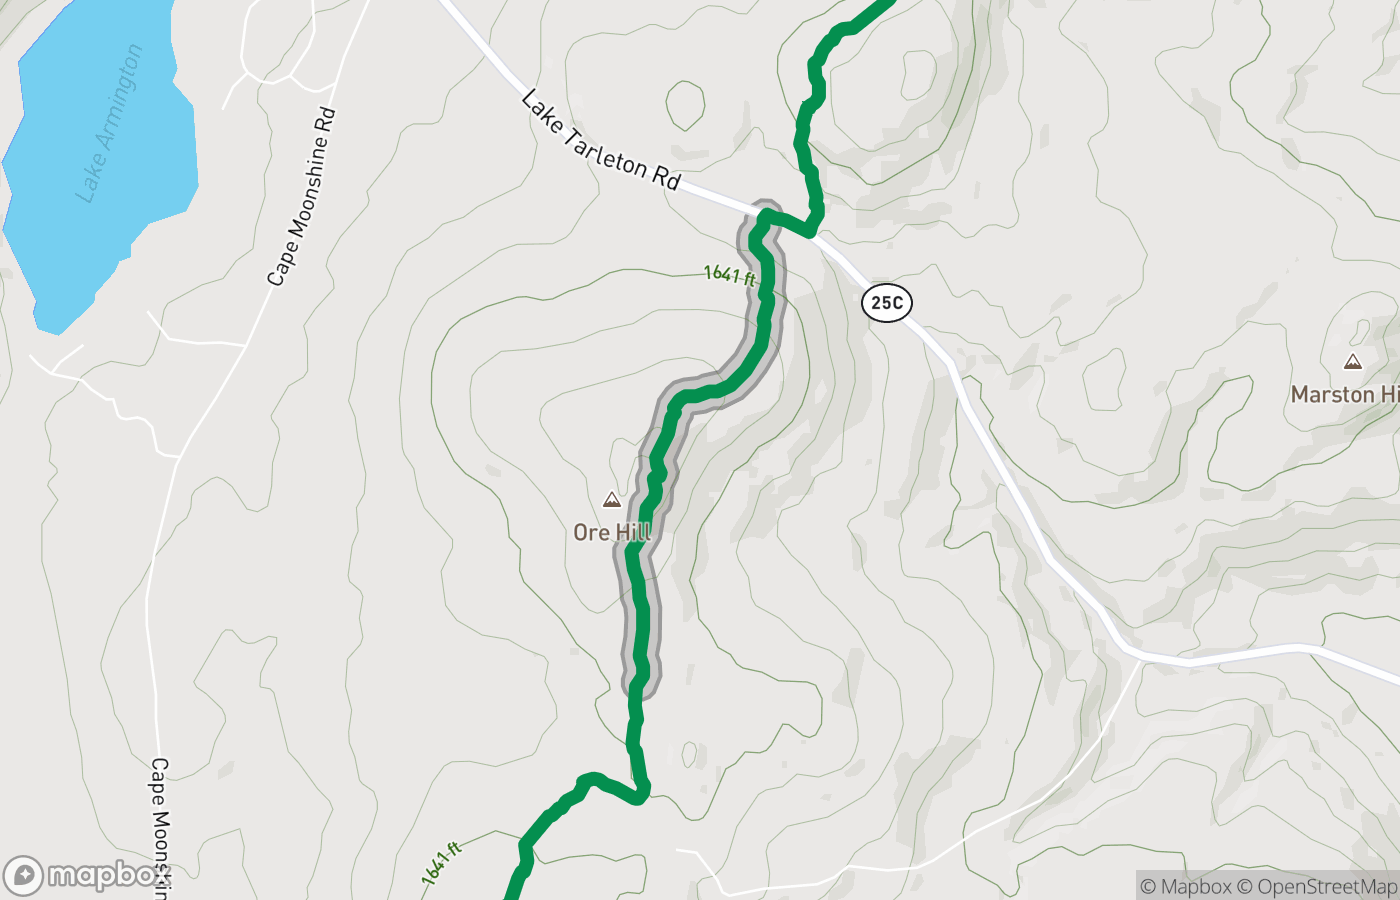 Lake Armington
Cape Moonshine Rd
Lake Tarleton Rd
1641 ft
25C
Marston Hi
Ore Hill
Cape Moonshin
1641 ft
mapbox
© Mapbox © OpenStreetMap